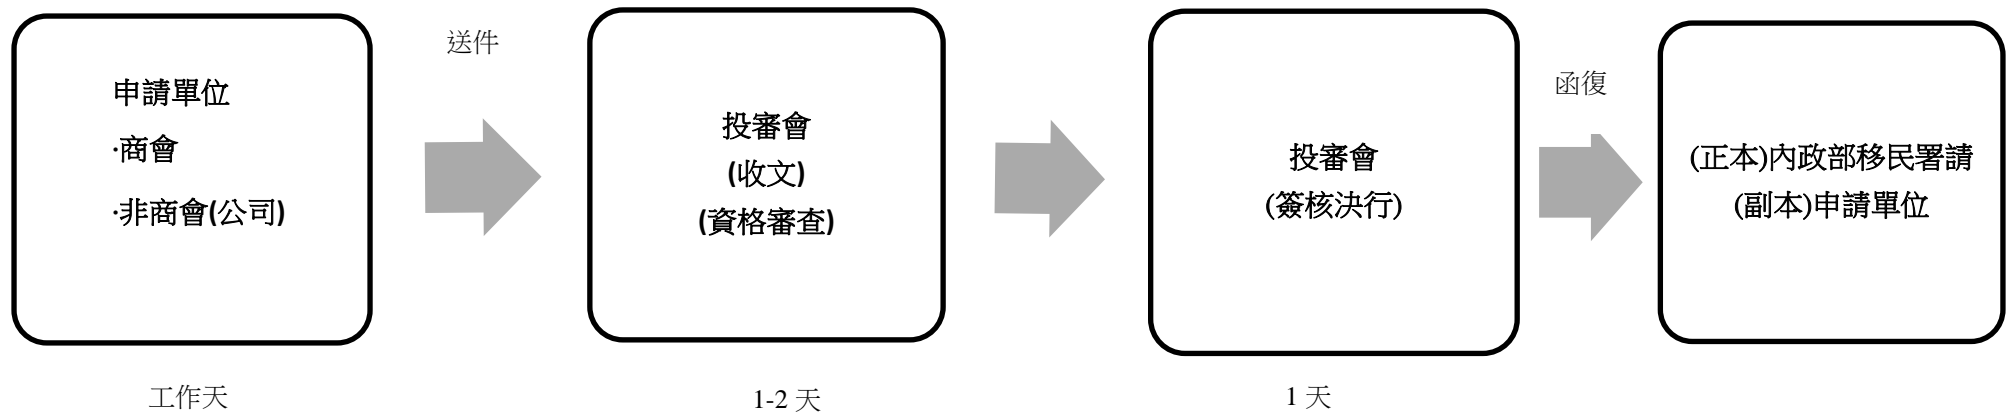 申請單位
·商會
·非商會(公司)
送件
投審會
(收文)
(資格審查)
投審會
(簽核決行)
函復
(正本)內政部移民署請
(副本)申請單位
工作天
1-2 天
1 天